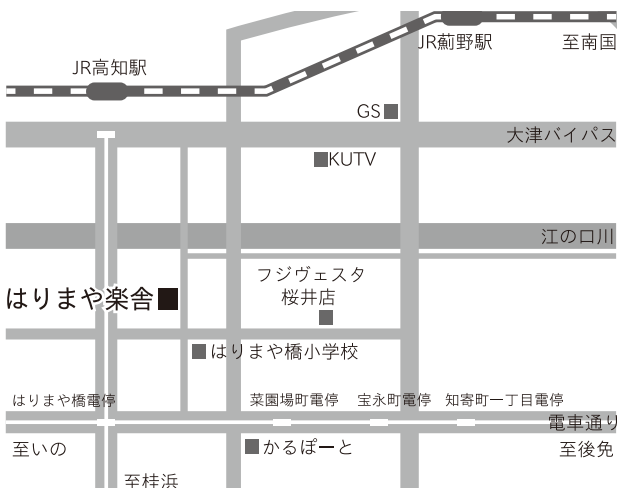 JR薊野駅
至南国
JR高知駅
GS
大津バイパス
KUTV
江の口川
フジヴェスタ
桜井店
はりまや楽舎
はりまや橋小学校
はりまや橋電停
菜園場町電停
宝永町電停
知寄町一丁目電停
電車通り
至いの
かるぽーと
至後免
至桂浜